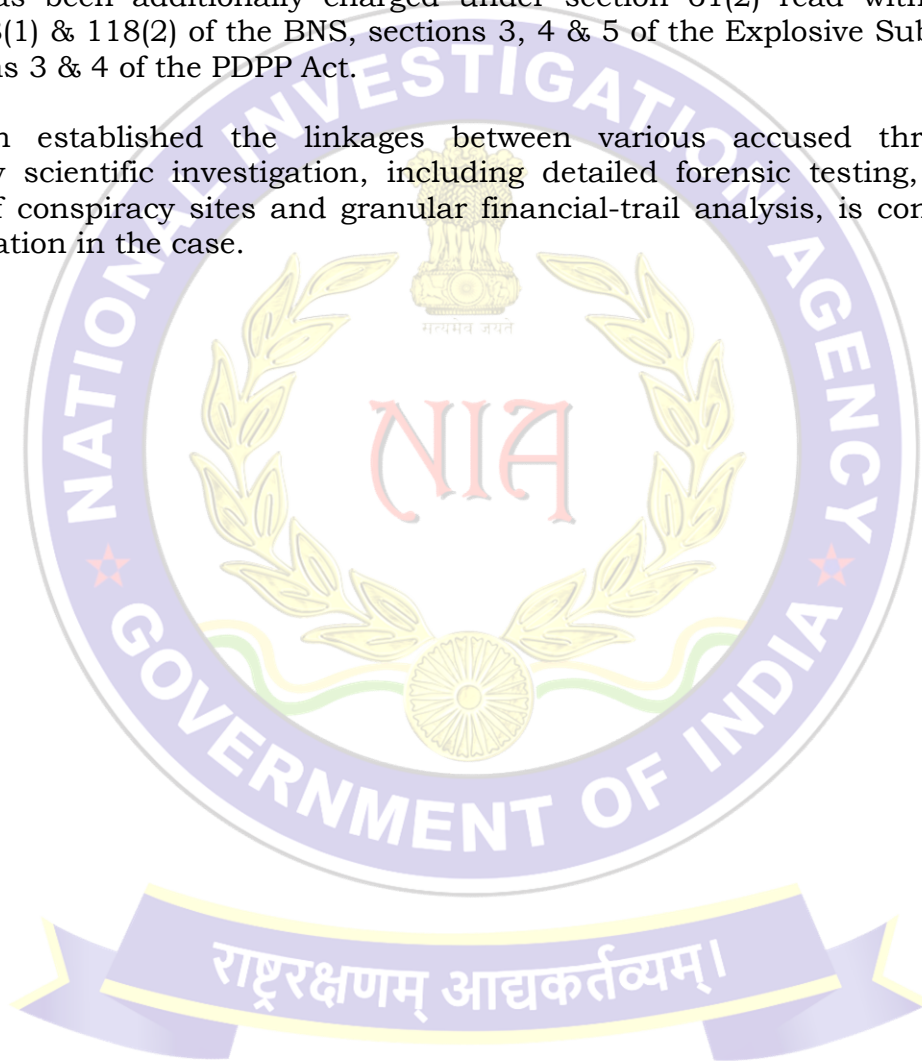 been additionally charged under section 61(2) read with
3(1) & 118(2) of the BNS, sections 3, 4 & 5 of the Explosive Sub
3 & 4 of the PDPP Act.
established the linkages between various accused thr
scientific investigation, including detailed forensic testing,
conspiracy sites and granular financial-trail analysis, is con
in the case.
NATIONAL INVESTIGATION AGENCY
सत्यमेव जयते
NIA
GOVERNMENT OF INDIA
राष्ट्ररक्षणम् आद्यकर्तव्यम्।